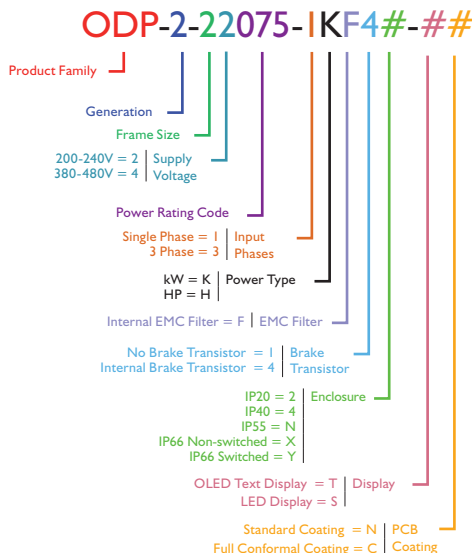 ODP-2-22075-1KF4#-##
Product Family
Generation
Frame Size
200-240V = 2 | Supply
380-480V = 4 | Voltage
Power Rating Code
Single Phase = 1 | Input
3 Phase = 3 | Phases
kW = K | Power Type
HP = H
Internal EMC Filter = F | EMC Filter
No Brake Transistor = 1 | Brake
Internal Brake Transistor = 4 | Transistor
IP20 = 2 | Enclosure
IP40 = 4
IP55 = N
IP66 Non-switched = X
IP66 Switched = Y
OLED Text Display = T | Display
LED Display = S
Standard Coating = N | PCB
Full Conformal Coating = C | Coating